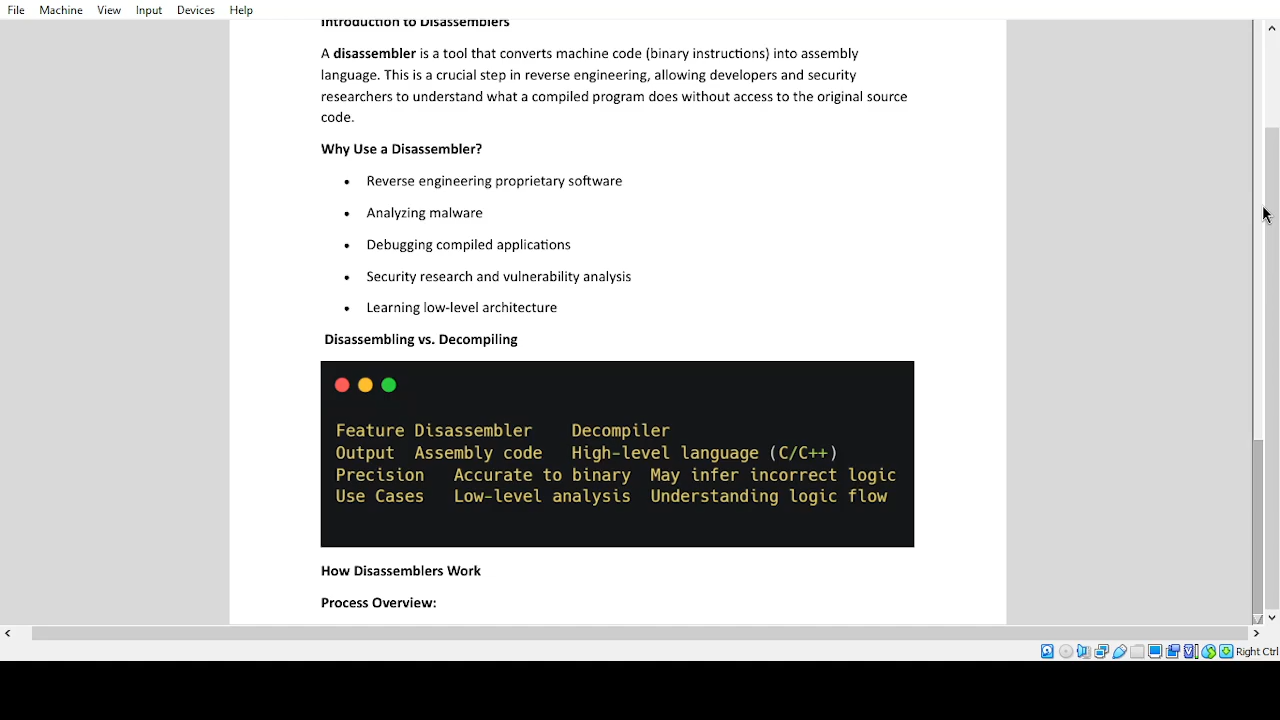 File Machine View Input Devices Help
Introduction to Disassemblers
A disassembler is a tool that converts machine code (binary instructions) into assembly
language. This is a crucial step in reverse engineering, allowing developers and security
researchers to understand what a compiled program does without access to the original source
code.
Why Use a Disassembler?
• Reverse engineering proprietary software
• Analyzing malware
• Debugging compiled applications
• Security research and vulnerability analysis
• Learning low-level architecture
Disassembling vs. Decompiling
Feature Disassembler Decompiler
Output Assembly code High-level language (C/C++)
Precision Accurate to binary May infer incorrect logic
Use Cases Low-level analysis Understanding logic flow
How Disassemblers Work
Process Overview:
Right Ctrl